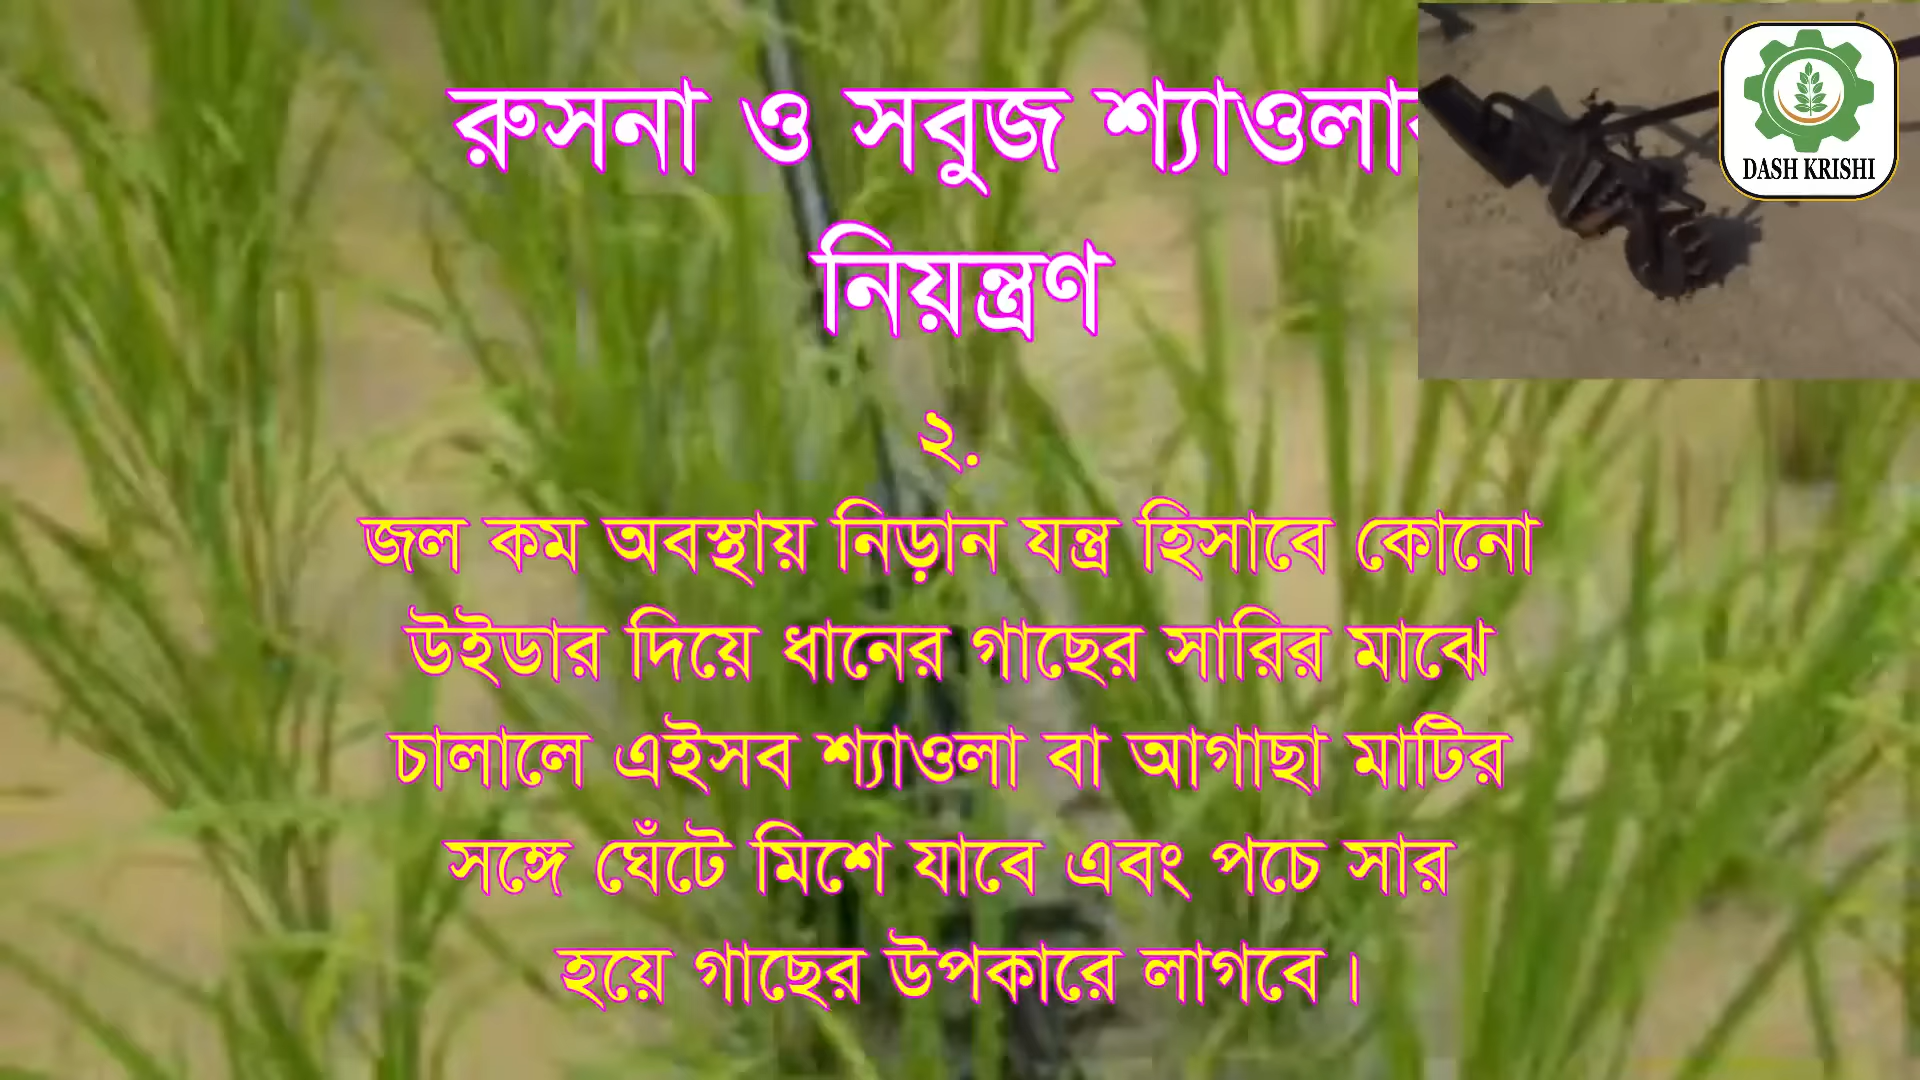 রুসনা ও সবুজ
নিয়ন্ত্রণ
DASH KRISHI
২.
জল কম অবস্থায় নিড়ান যন্ত্র হিসাবে কোনো
উইডার দিয়ে ধানের গাছের সারির মাঝে
চালালে এইসব শ্যাওলা বা আগাছা মাটির
সঙ্গে ঘেঁটে মিশে যাবে এবং পচে সার
হয়ে গাছের উপকারে লাগবে।